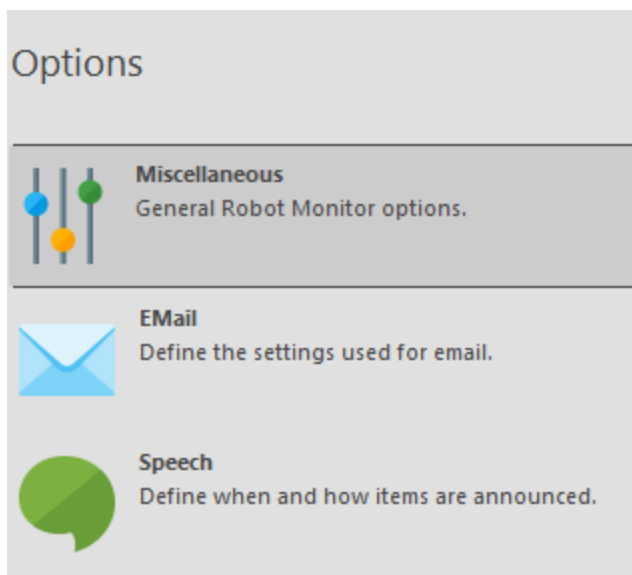 Options
Miscellaneous
General Robot Monitor options.
EMail
Define the settings used for email.
Speech
Define when and how items are announced.